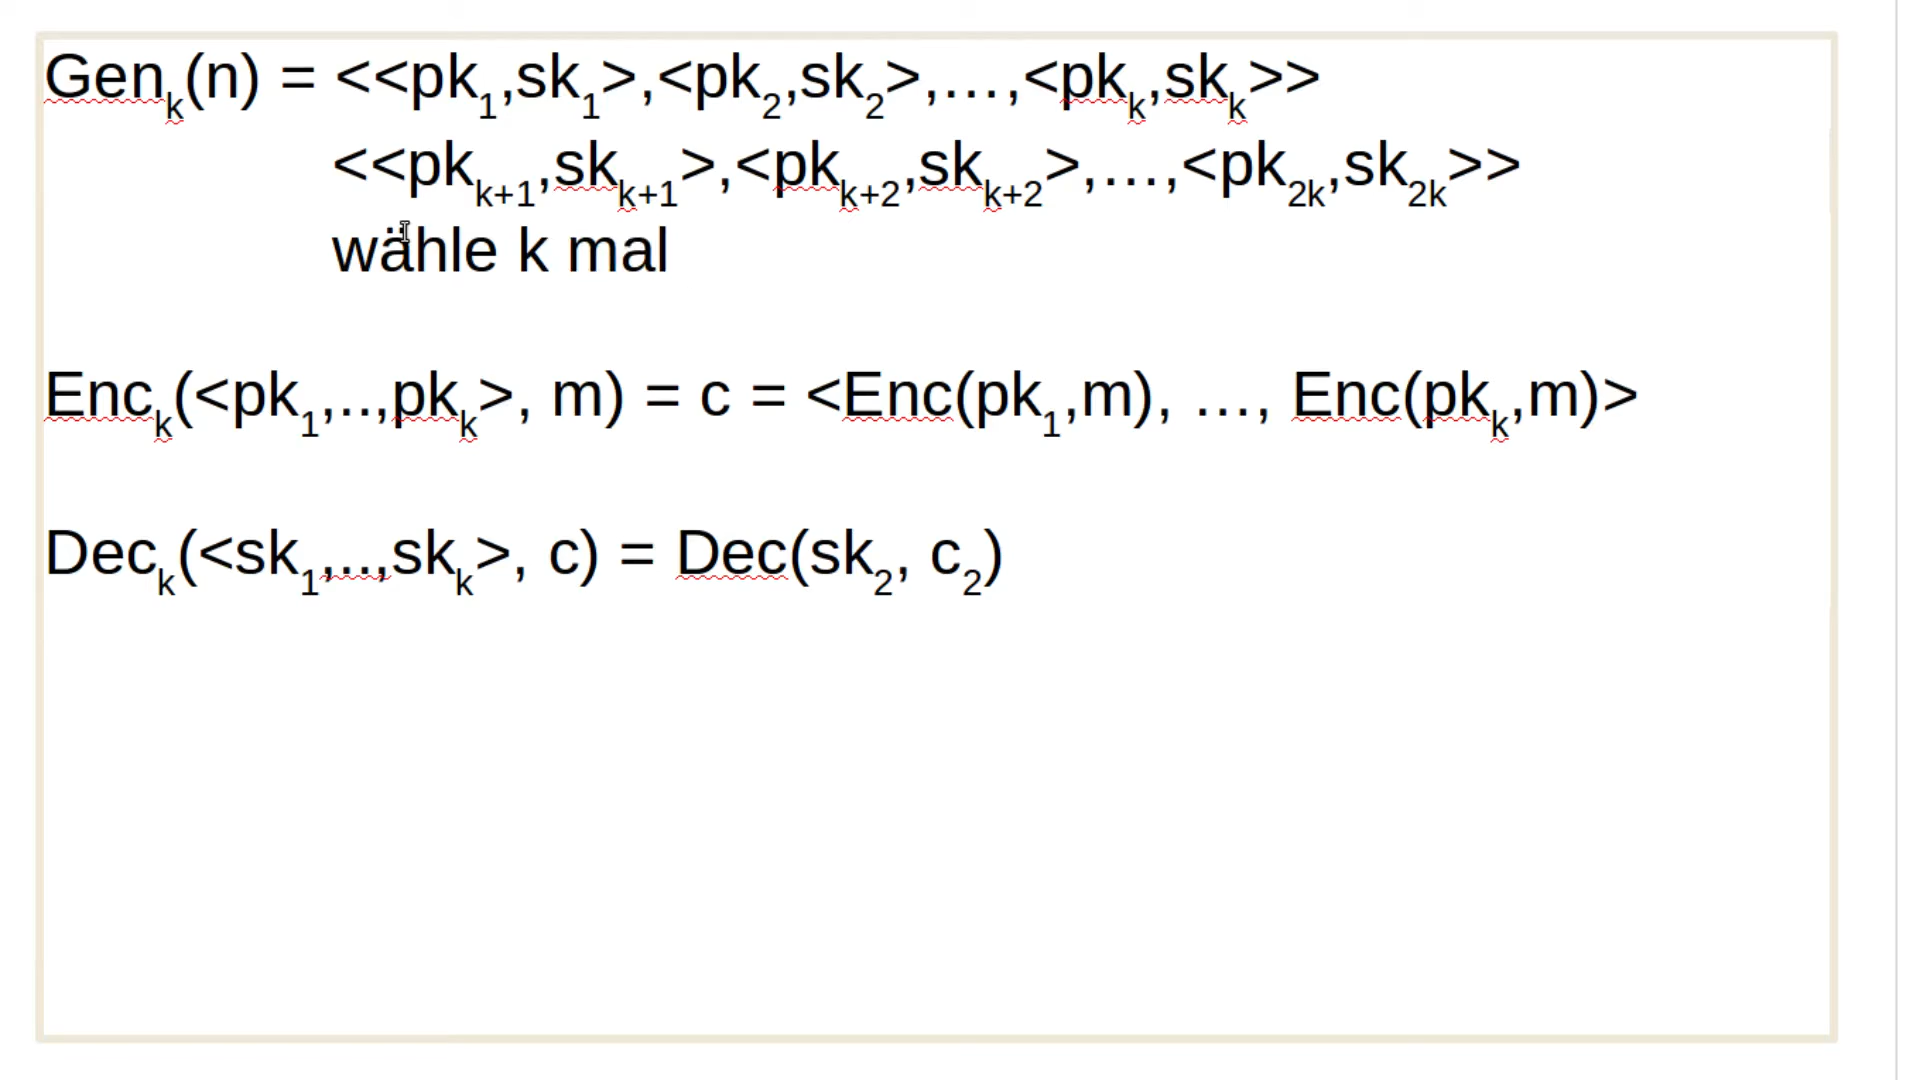 Genₖ(n) = <<pk₁,sk₁>,<pk₂,sk₂>,…,<pkₖ,skₖ>>
<<pkₖ₊₁,skₖ₊₁>,<pkₖ₊₂,skₖ₊₂>,…,<pk₂ₖ,sk₂ₖ>>
wähle k mal
Encₖ(<pk₁,..,pkₖ>, m) = c = <Enc(pk₁,m), …, Enc(pkₖ,m)>
Decₖ(<sk₁,..,skₖ>, c) = Dec(sk₂, c₂)